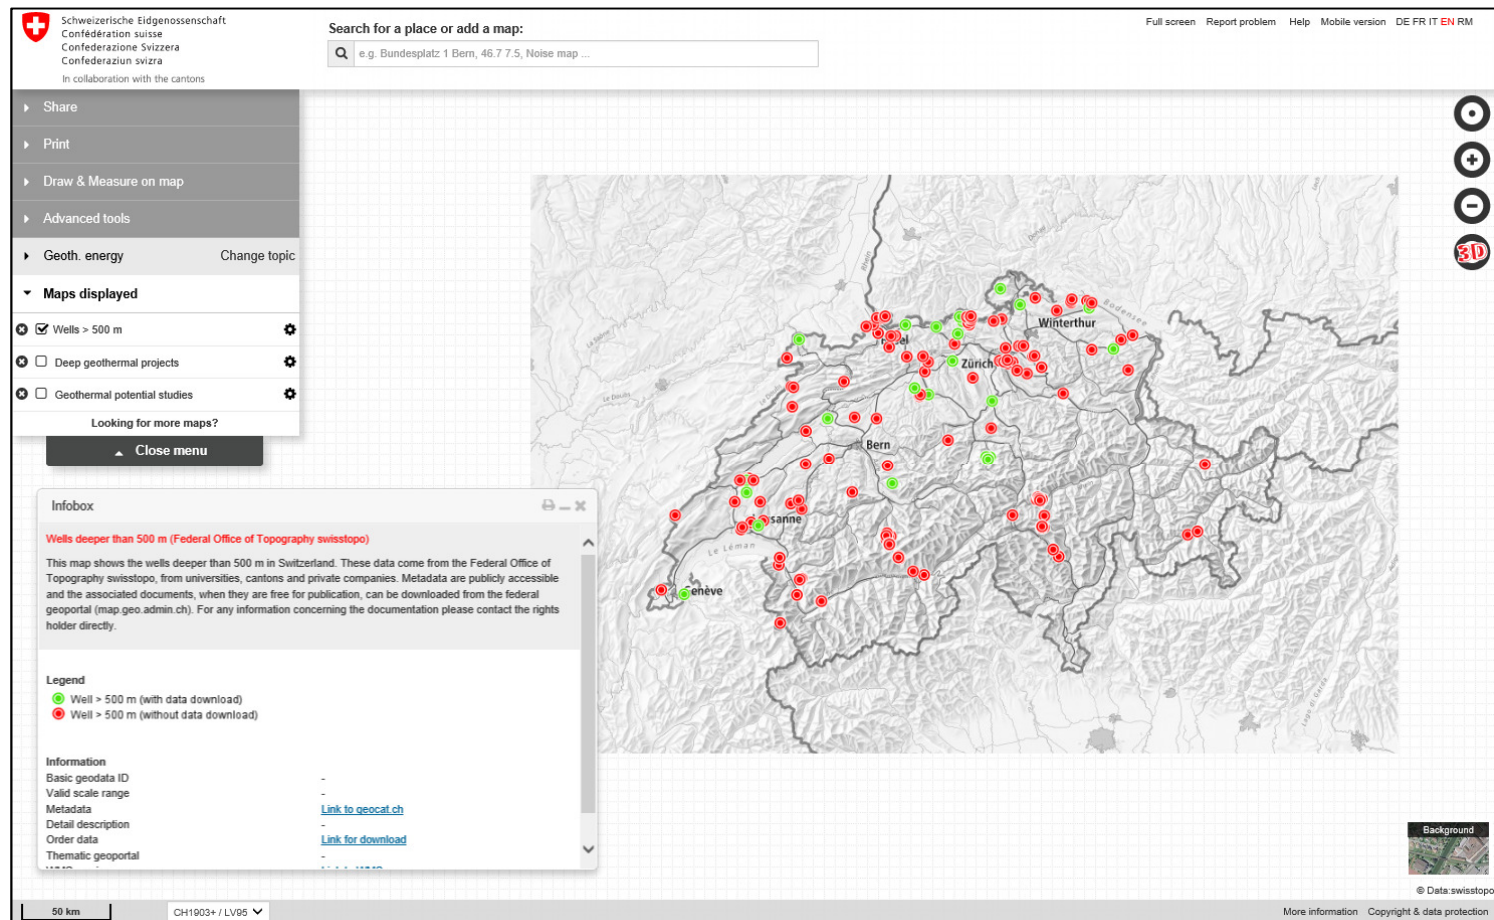 Schweizerische Eidgenossenschaft
Confédération suisse
Confederazione Svizzera
Confederaziun svizra
In collaboration with the cantons
Search for a place or add a map:
e.g. Bundesplatz 1 Bern, 46.7 7.5, Noise map ...
Full screen Report problem Help Mobile version DE FR IT EN RM
Share
Print
Draw & Measure on map
Advanced tools
Geoth. energy Change topic
Maps displayed
Wells > 500 m
Deep geothermal projects
Geothermal potential studies
Looking for more maps?
Close menu
3D
Rhein
Donau
Bodensee
Winterthur
Zürich
Le Doubs
Bern
Le Léman
Lago di Garda
Infobox
Wells deeper than 500 m (Federal Office of Topography swisstopo)
This map shows the wells deeper than 500 m in Switzerland. These data come from the Federal Office of
Topography swisstopo, from universities, cantons and private companies. Metadata are publicly accessible
and the associated documents, when they are free for publication, can be downloaded from the federal
geoportal (map.geo.admin.ch). For any information concerning the documentation please contact the rights
holder directly.
Legend
Well > 500 m (with data download)
Well > 500 m (without data download)
Information
Basic geodata ID -
Valid scale range -
Metadata Link to geocat.ch
Detail description -
Order data Link for download
Thematic geoportal -
Background
© Data:swisstopo
50 km
CH1903+ / LV95
More information Copyright & data protection